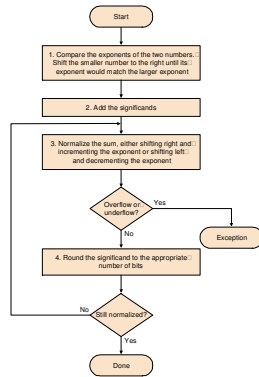 Start
1. Compare the exponents of the two numbers.
Shift the smaller number to the right until its
exponent would match the larger exponent
2. Add the significands
3. Normalize the sum, either shifting right and
incrementing the exponent or shifting left
and decrementing the exponent
Overflow or
underflow?
Yes
No
Exception
4. Round the significand to the appropriate
number of bits
No
Still normalized?
Yes
Done